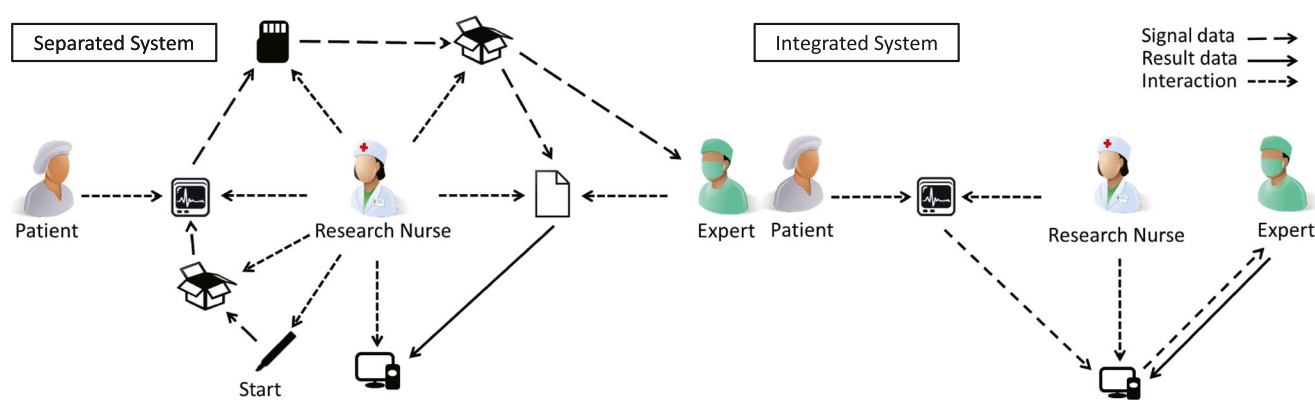 Separated System
Integrated System
Signal data
Result data
Interaction
Patient
Research Nurse
Expert
Patient
Research Nurse
Expert
Start